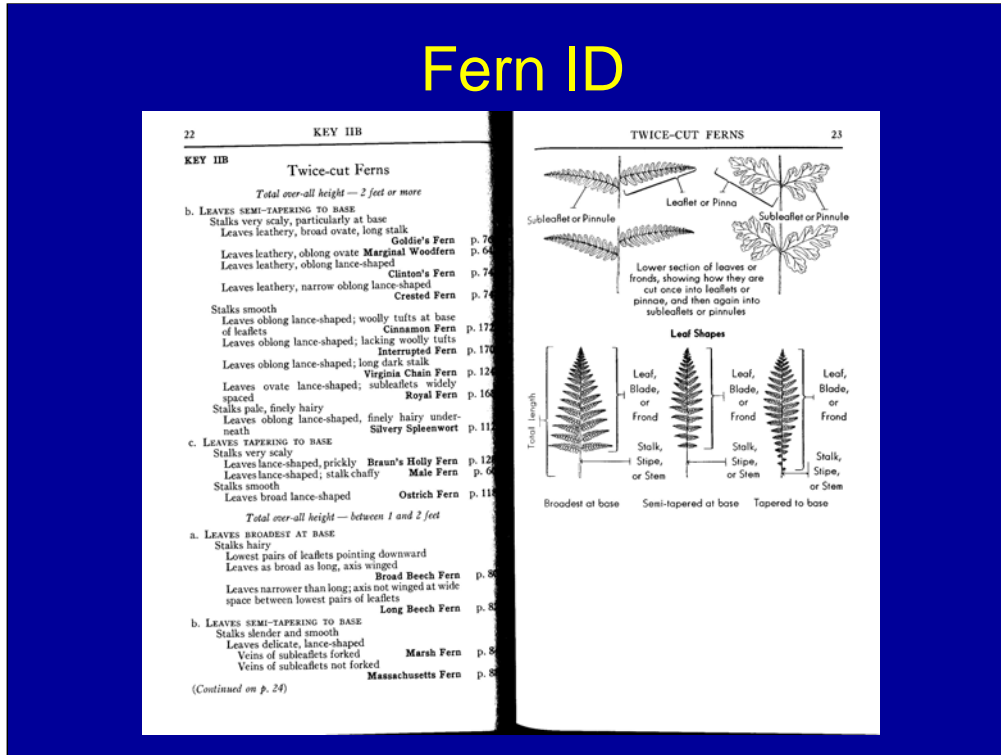 Fern ID
22 KEY IIB
KEY IIB
Twice-cut Ferns
Total over-all height — 2 feet or more
b. LEAVES SEMI-TAPERING TO BASE
Stalks very scaly, particularly at base
Leaves leathery, broad ovate, long stalk
Goldie's Fern p.
Leaves leathery, oblong ovate Marginal Woodfern p.
Leaves leathery, oblong lance-shaped
Clinton's Fern p.
Leaves leathery, narrow oblong lance-shaped
Crested Fern p.
Stalks smooth
Leaves oblong lance-shaped; woolly tufts at base
of leaflets Cinnamon Fern p. 172
Leaves oblong lance-shaped; lacking woolly tufts
Interrupted Fern p. 170
Leaves oblong lance-shaped; long dark stalk
Virginia Chain Fern p.
Leaves ovate lance-shaped; subleaflets widely
spaced Royal Fern p.
Stalks pale, finely hairy
Leaves oblong lance-shaped, finely hairy under-
neath Silvery Spleenwort p.
c. LEAVES TAPERING TO BASE
Stalks very scaly
Leaves lance-shaped, prickly Braun's Holly Fern p.
Leaves lance-shaped; stalk chaffy Male Fern p.
Stalks smooth
Leaves broad lance-shaped Ostrich Fern p.
Total over-all height — between 1 and 2 feet
a. LEAVES BROADEST AT BASE
Stalks hairy
Lowest pairs of leaflets pointing downward
Leaves as broad as long, axis winged
Broad Beech Fern p.
Leaves narrower than long; axis not winged at wide
space between lowest pairs of leaflets
Long Beech Fern p.
b. LEAVES SEMI-TAPERING TO BASE
Stalks slender and smooth
Leaves delicate, lance-shaped
Veins of subleaflets forked Marsh Fern p.
Veins of subleaflets not forked
Massachusetts Fern p.
(Continued on p. 24)
TWICE-CUT FERNS 23
Leaflet or Pinna
Subleaflet or Pinnule Subleaflet or Pinnule
Lower section of leaves or
fronds, showing how they are
cut once into leaflets or
pinnae, and then again into
subleaflets or pinnules
Leaf Shapes
Total Length
Leaf, Leaf, Leaf,
Blade, Blade, Blade,
or or or
Frond Frond Frond
Stalk, Stalk, Stalk,
Stipe, Stipe, Stipe,
or Stem or Stem or Stem
Broadest at base Semi-tapered at base Tapered to base